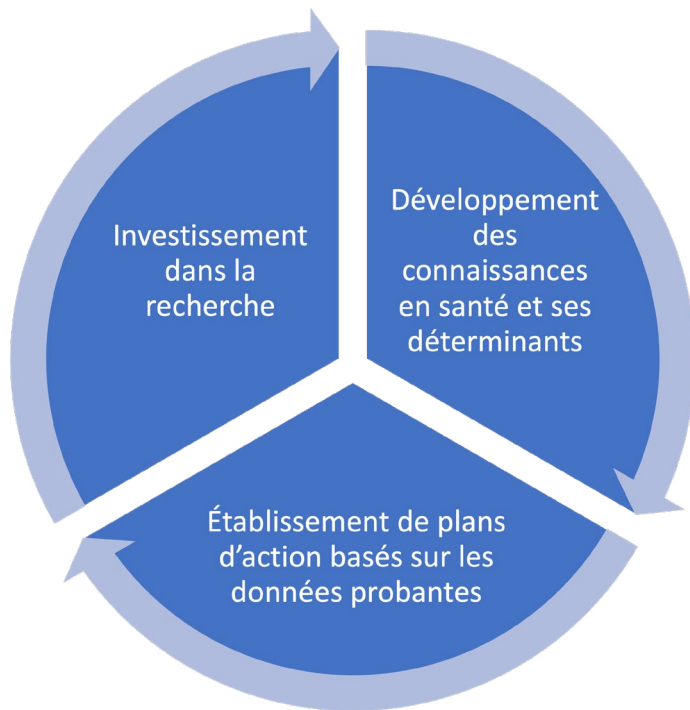 Investissement
dans la
recherche
Développement
des
connaissances
en santé et ses
déterminants
Établissement de plans
d’action basés sur les
données probantes